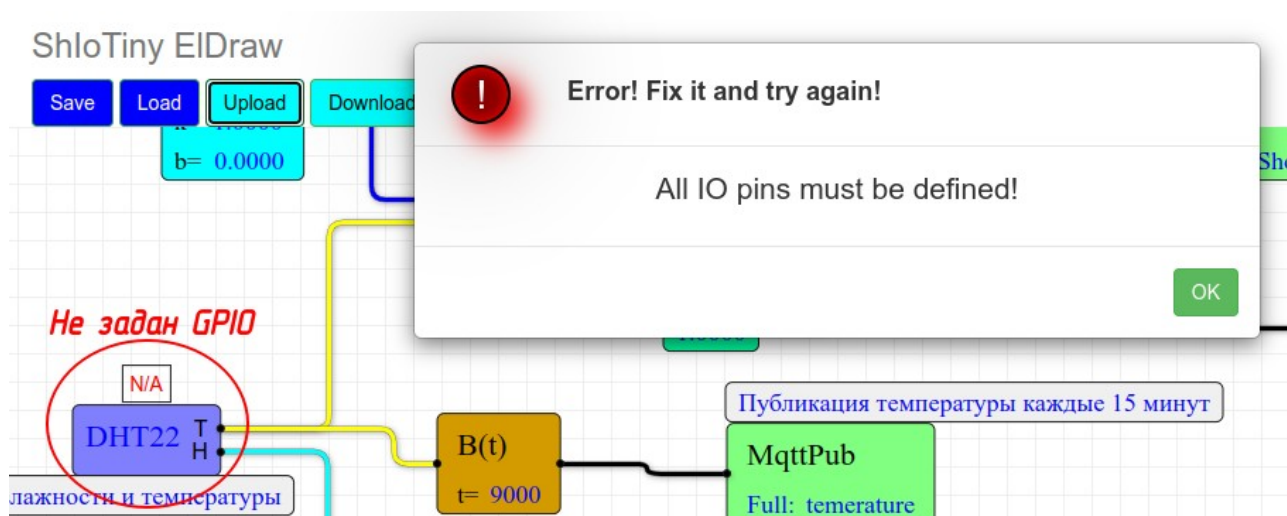 ShIoTiny ElDraw
Save Load Upload Download
Error! Fix it and try again!
b= 0.0000
All IO pins must be defined!
OK
Не задан GPIO
N/A
DHT22 T
H
Публикация температуры каждые 15 минут
B(t)
t= 9000
MqttPub
Full: temerature
лажности и температуры